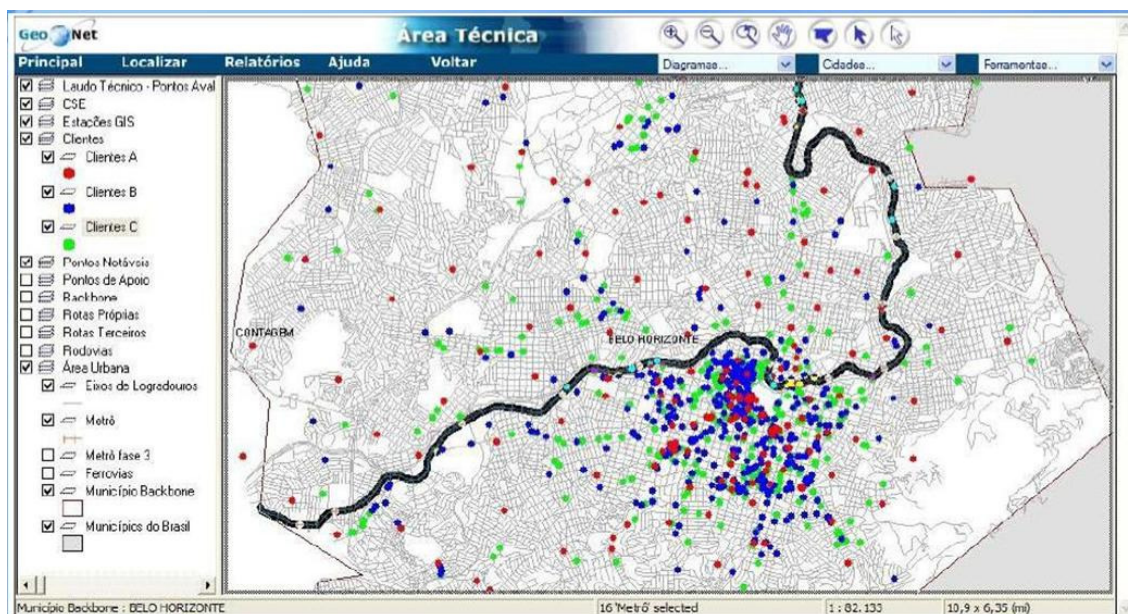 GeoNet
Área Técnica
Principal Localizar Relatórios Ajuda Voltar Diagramas... Cidades... Ferramentas...
Laudo Técnico - Pontos Aval
CSE
Estações GIS
Clientes
Clientes A
Clientes B
Clientes C
Pontos Notáveis
Pontos de Apoio
Backbone
Rotas Próprias
Rotas Terceiros
Rodovias
Área Urbana
Eixos de Logradouros
Metrô
Metrô fase 3
Ferrovias
Município Backbone
Municípios do Brasil
CONTAGEM
BELO HORIZONTE
Município Backbone : BELO HORIZONTE 16 'Metrô' selected 1 : 82.133 10,9 x 6,35 (mi)